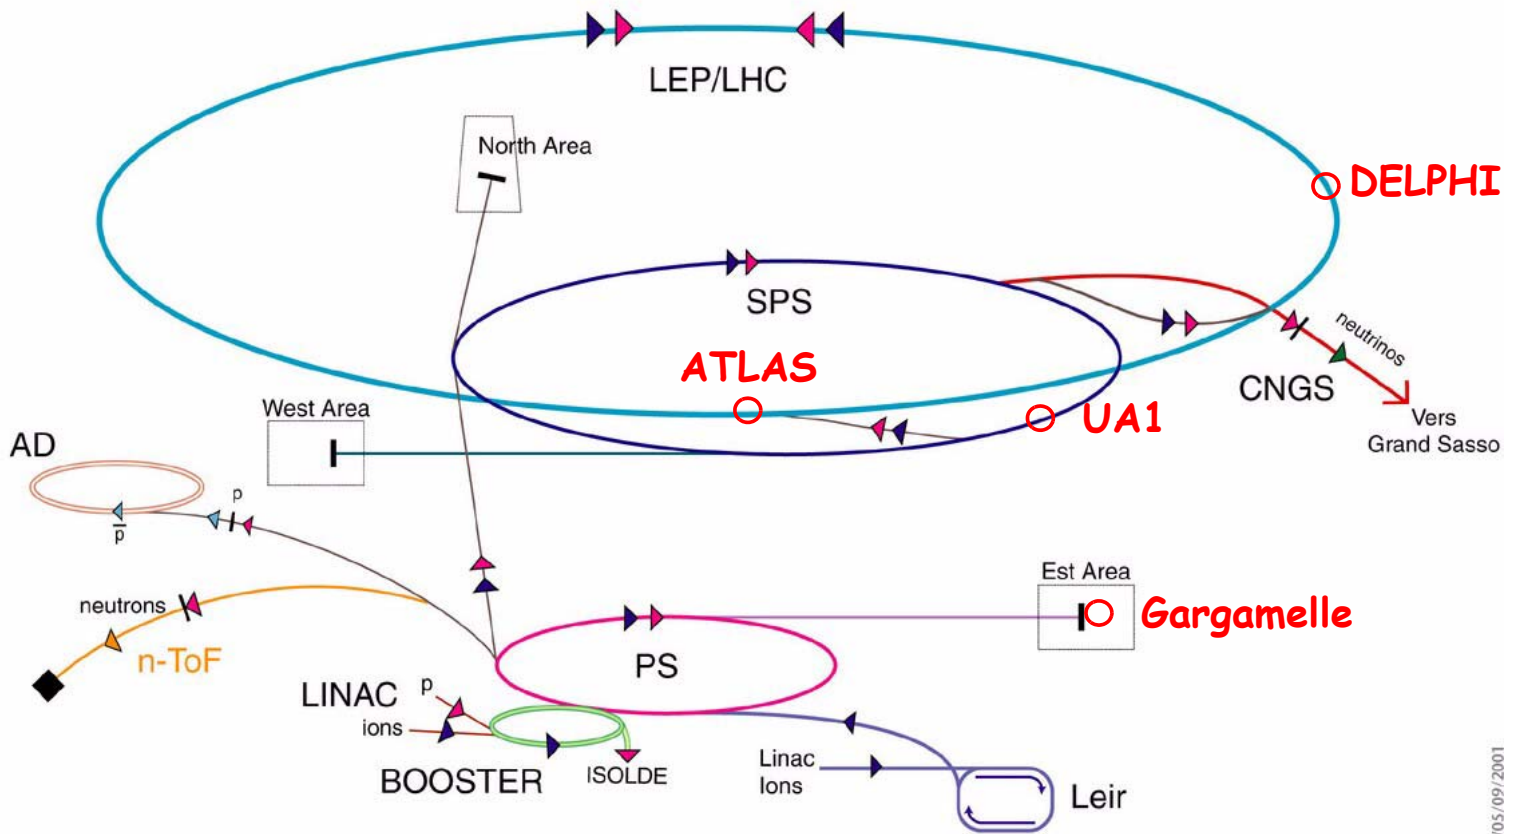 LEP/LHC
North Area
DELPHI
SPS
ATLAS
neutrinos
CNGS
West Area
UA1
Vers
Grand Sasso
AD
p
p
Est Area
neutrons
Gargamelle
n-ToF
PS
LINAC
p
ions
BOOSTER
ISOLDE
Linac
Ions
Leir
/05/09/2001